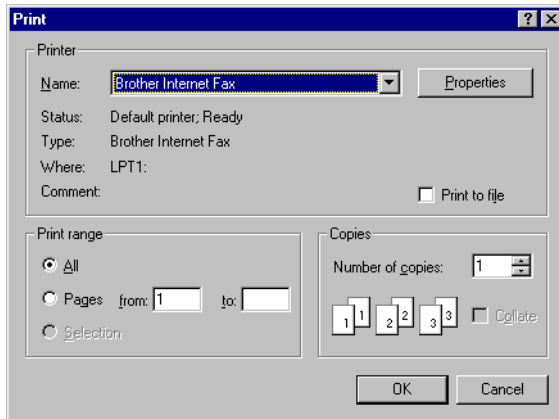 Print
Printer
Name: Brother Internet Fax Properties
Status: Default printer; Ready
Type: Brother Internet Fax
Where: LPT1:
Comment: Print to file
Print range
All
Pages from: 1 to:
Selection
Copies
Number of copies: 1
1 1 2 2 3 3 Collate
OK Cancel